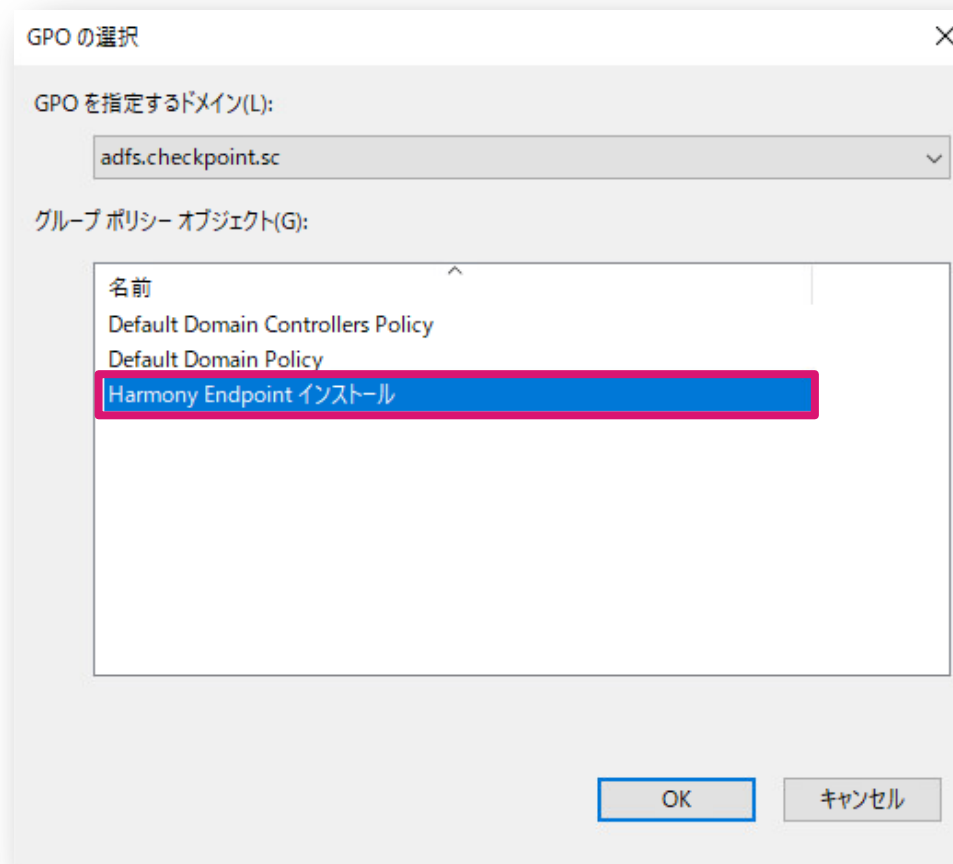 GPO の選択
GPO を指定するドメイン(L):
adfs.checkpoint.sc
グループ ポリシー オブジェクト(G):
名前
Default Domain Controllers Policy
Default Domain Policy
Harmony Endpoint インストール
OK
キャンセル